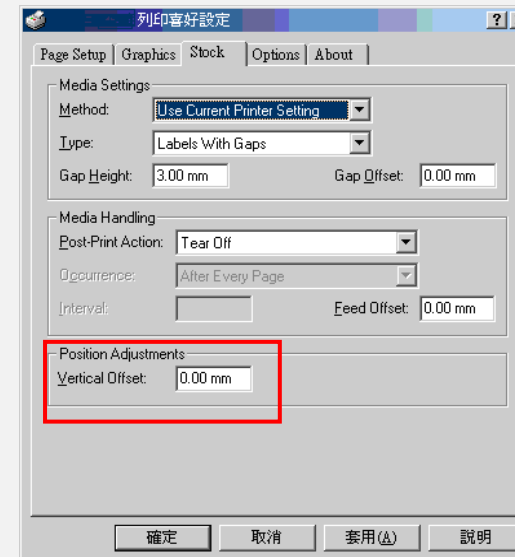 列印喜好設定
Page Setup Graphics Stock Options About
Media Settings
Method: Use Current Printer Setting
Type: Labels With Gaps
Gap Height: 3.00 mm Gap Offset: 0.00 mm
Media Handling
Post-Print Action: Tear Off
Occurrence: After Every Page
Interval: Feed Offset: 0.00 mm
Position Adjustments
Vertical Offset: 0.00 mm
確定 取消 套用(A) 說明